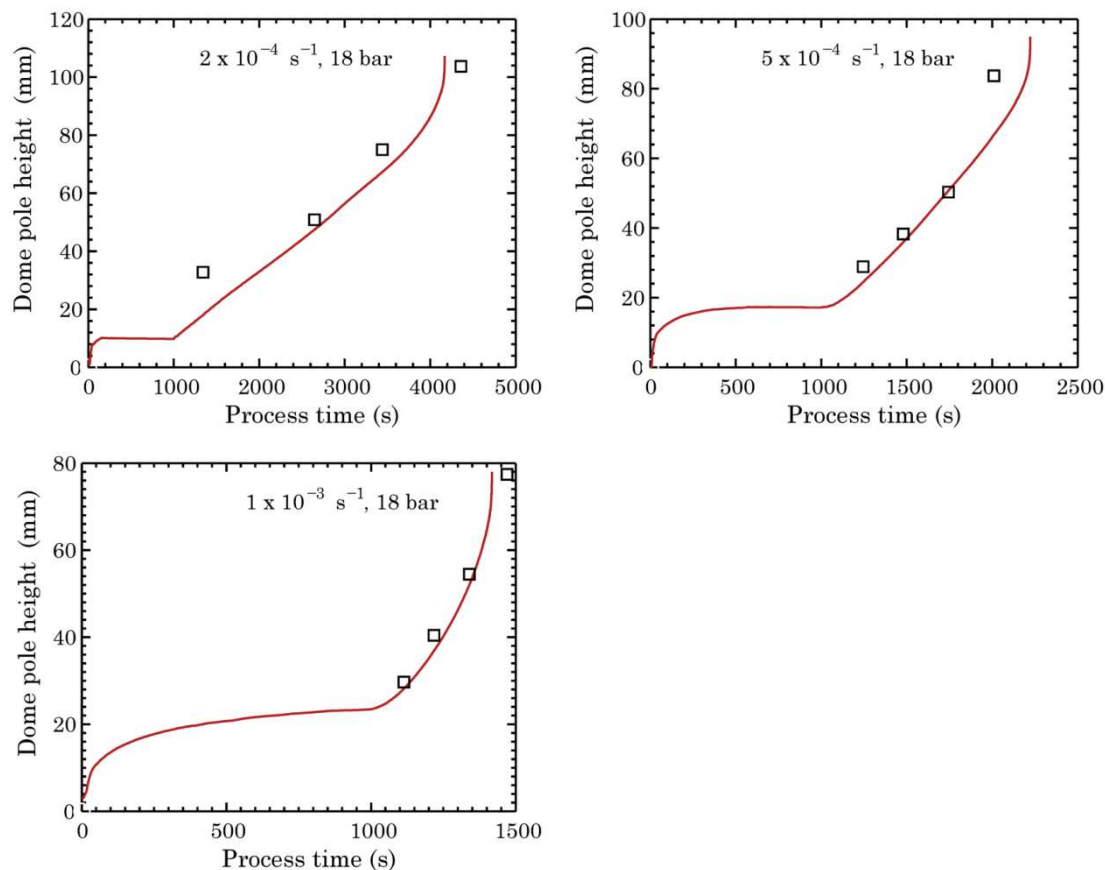 2 x 10⁻⁴ s⁻¹, 18 bar
Dome pole height (mm)
120
100
80
60
40
20
0
0 1000 2000 3000 4000 5000
Process time (s)
5 x 10⁻⁴ s⁻¹, 18 bar
Dome pole height (mm)
100
80
60
40
20
0
0 500 1000 1500 2000 2500
Process time (s)
1 x 10⁻³ s⁻¹, 18 bar
Dome pole height (mm)
80
60
40
20
0
0 500 1000 1500
Process time (s)